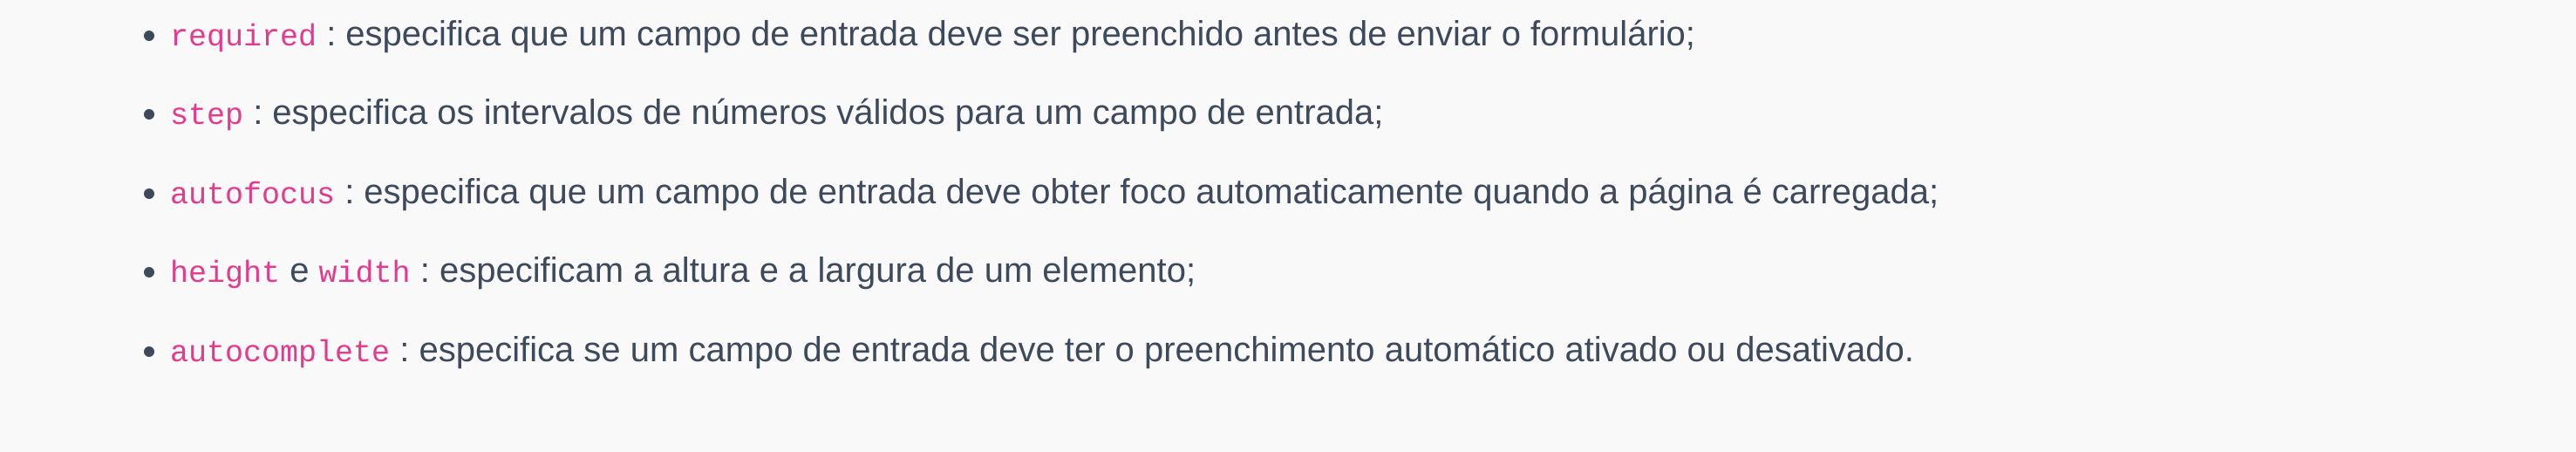 • required : especifica que um campo de entrada deve ser preenchido antes de enviar o formulário;
• step : especifica os intervalos de números válidos para um campo de entrada;
• autofocus : especifica que um campo de entrada deve obter foco automaticamente quando a página é carregada;
• height e width : especificam a altura e a largura de um elemento;
• autocomplete : especifica se um campo de entrada deve ter o preenchimento automático ativado ou desativado.